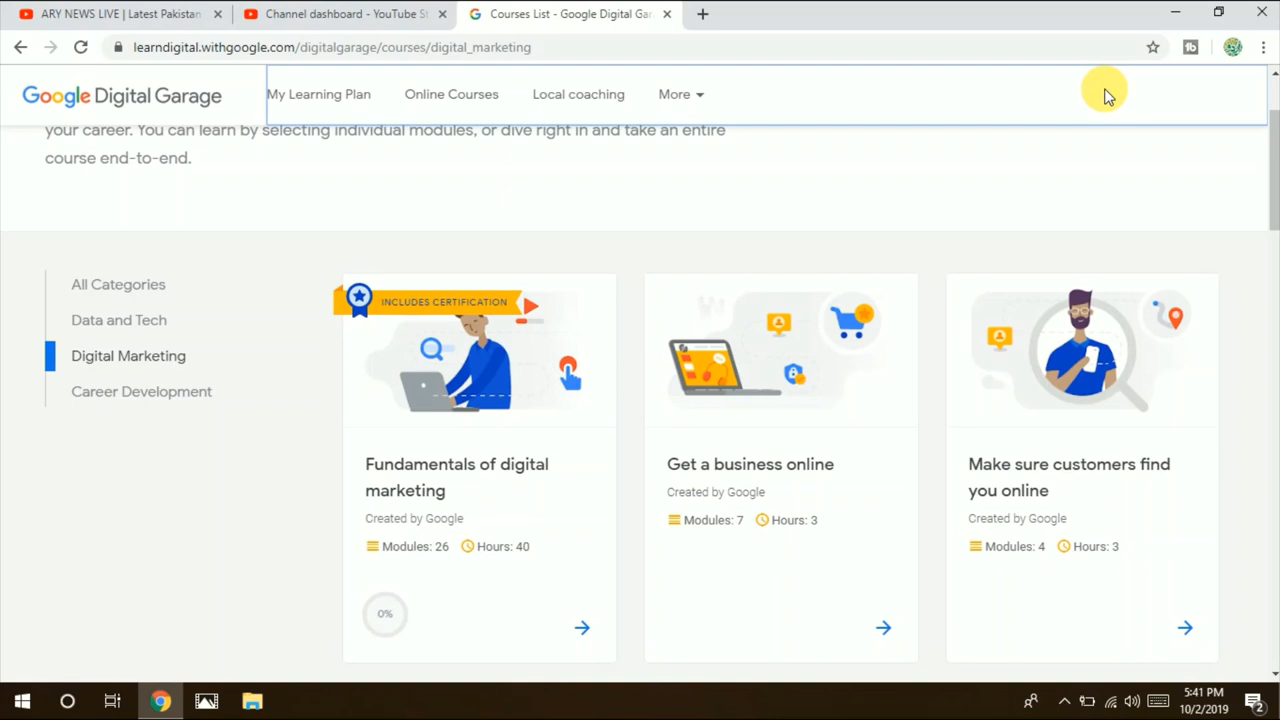 ARY NEWS LIVE | Latest Pakistan
Channel dashboard - YouTube St
Courses List - Google Digital Gar
learndigital.withgoogle.com/digitalgarage/courses/digital_marketing
Google Digital Garage
My Learning Plan
Online Courses
Local coaching
More
your career. You can learn by selecting individual modules, or dive right in and take an entire
course end-to-end.
All Categories
Data and Tech
Digital Marketing
Career Development
INCLUDES CERTIFICATION
Fundamentals of digital
marketing
Created by Google
Modules: 26 Hours: 40
0%
Get a business online
Created by Google
Modules: 7 Hours: 3
Make sure customers find
you online
Created by Google
Modules: 4 Hours: 3
5:41 PM
10/2/2019
2